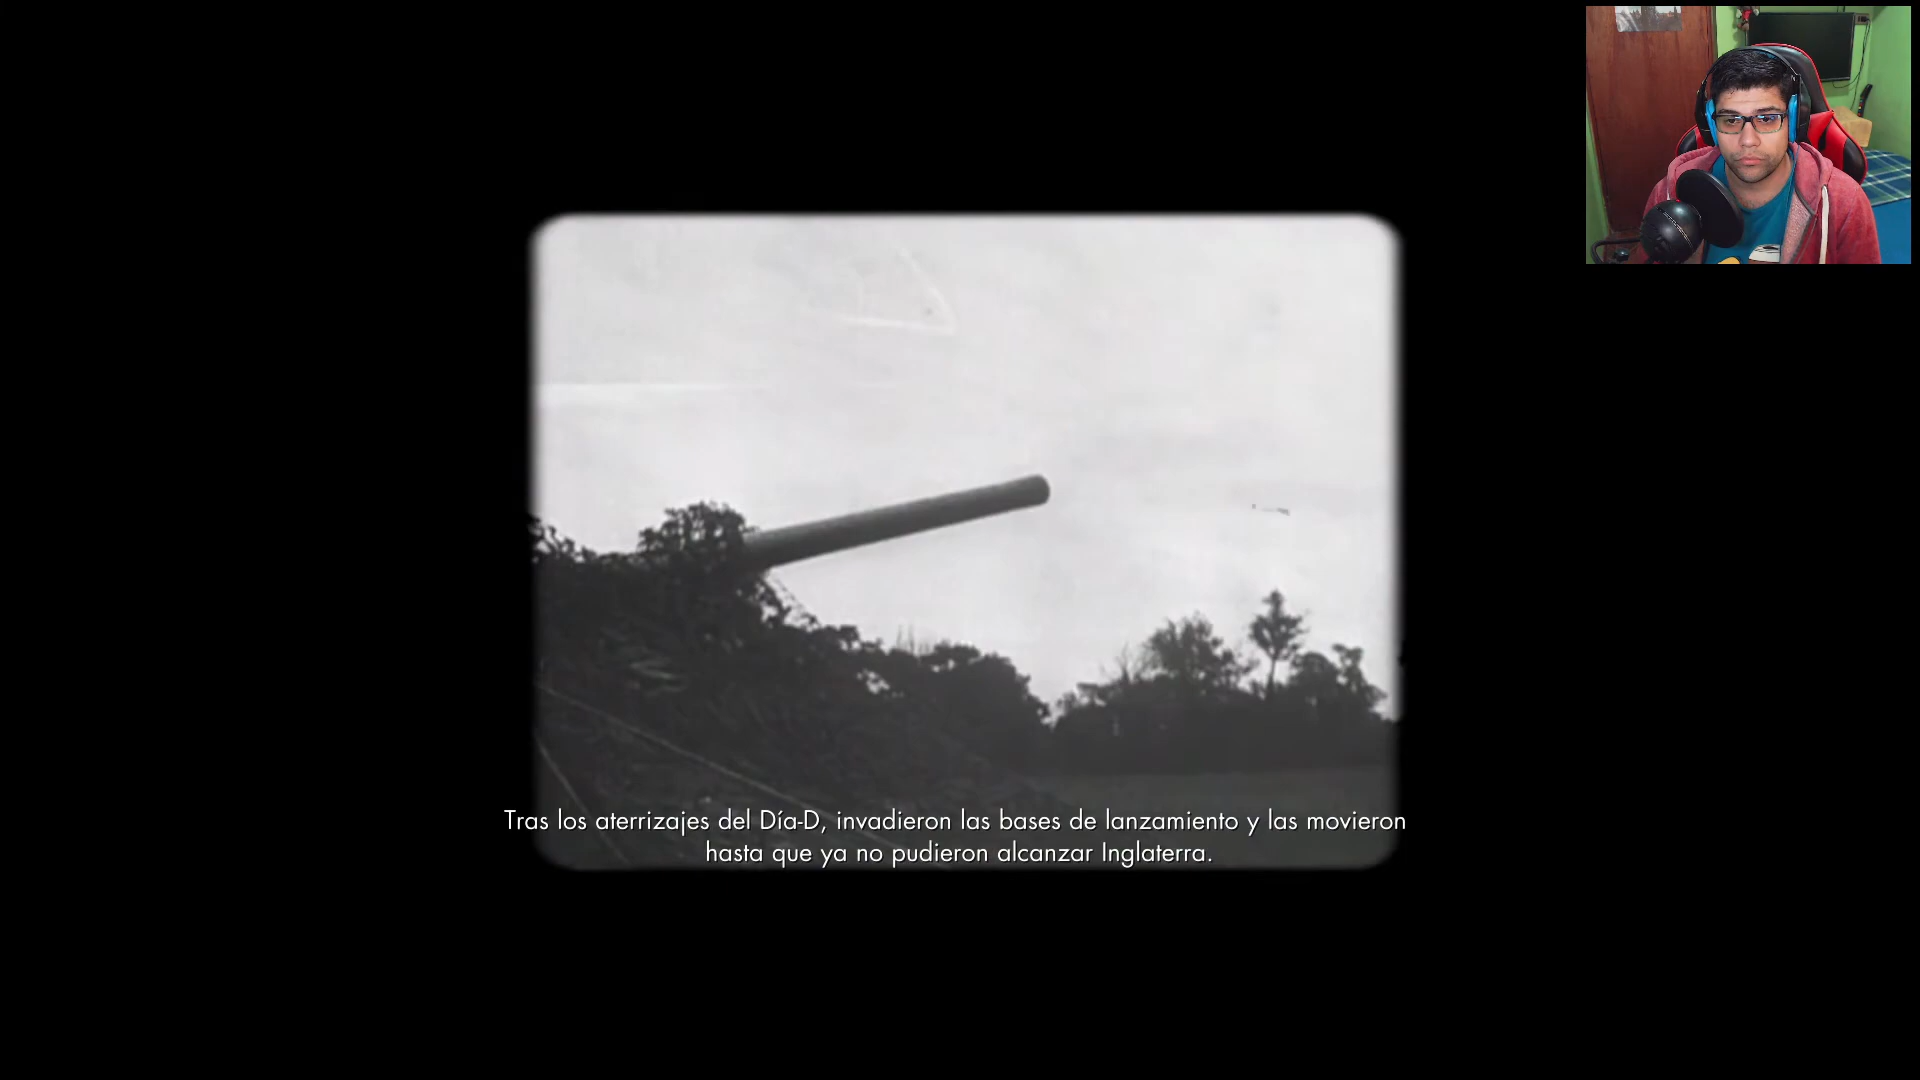 Tras los aterrizajes del Día-D, invadieron las bases de lanzamiento y las movieron
hasta que ya no pudieron alcanzar Inglaterra.